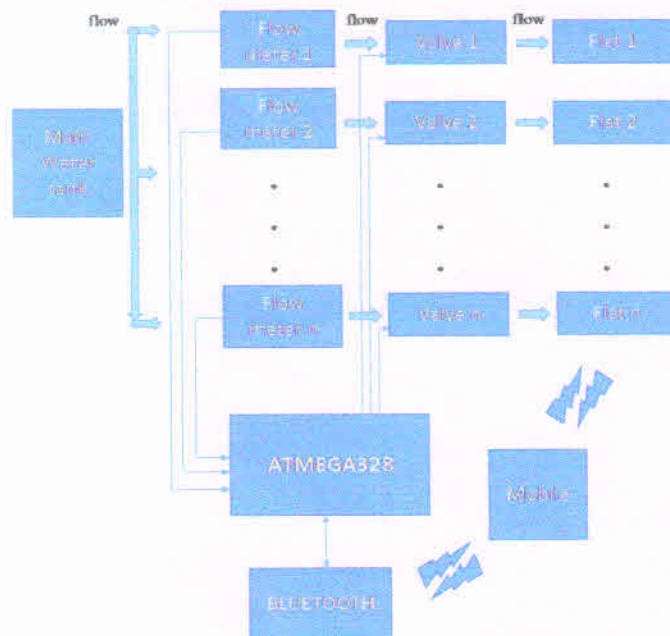 flow
flow
flow
Flow
meter 1
Valve 1
Flat 1
Flow
meter 2
Valve 2
Flat 2
Main
Water
tank
Flow
meter n
Valve n
Flat n
ATMEGA328
Mobile
BLUETOOTH